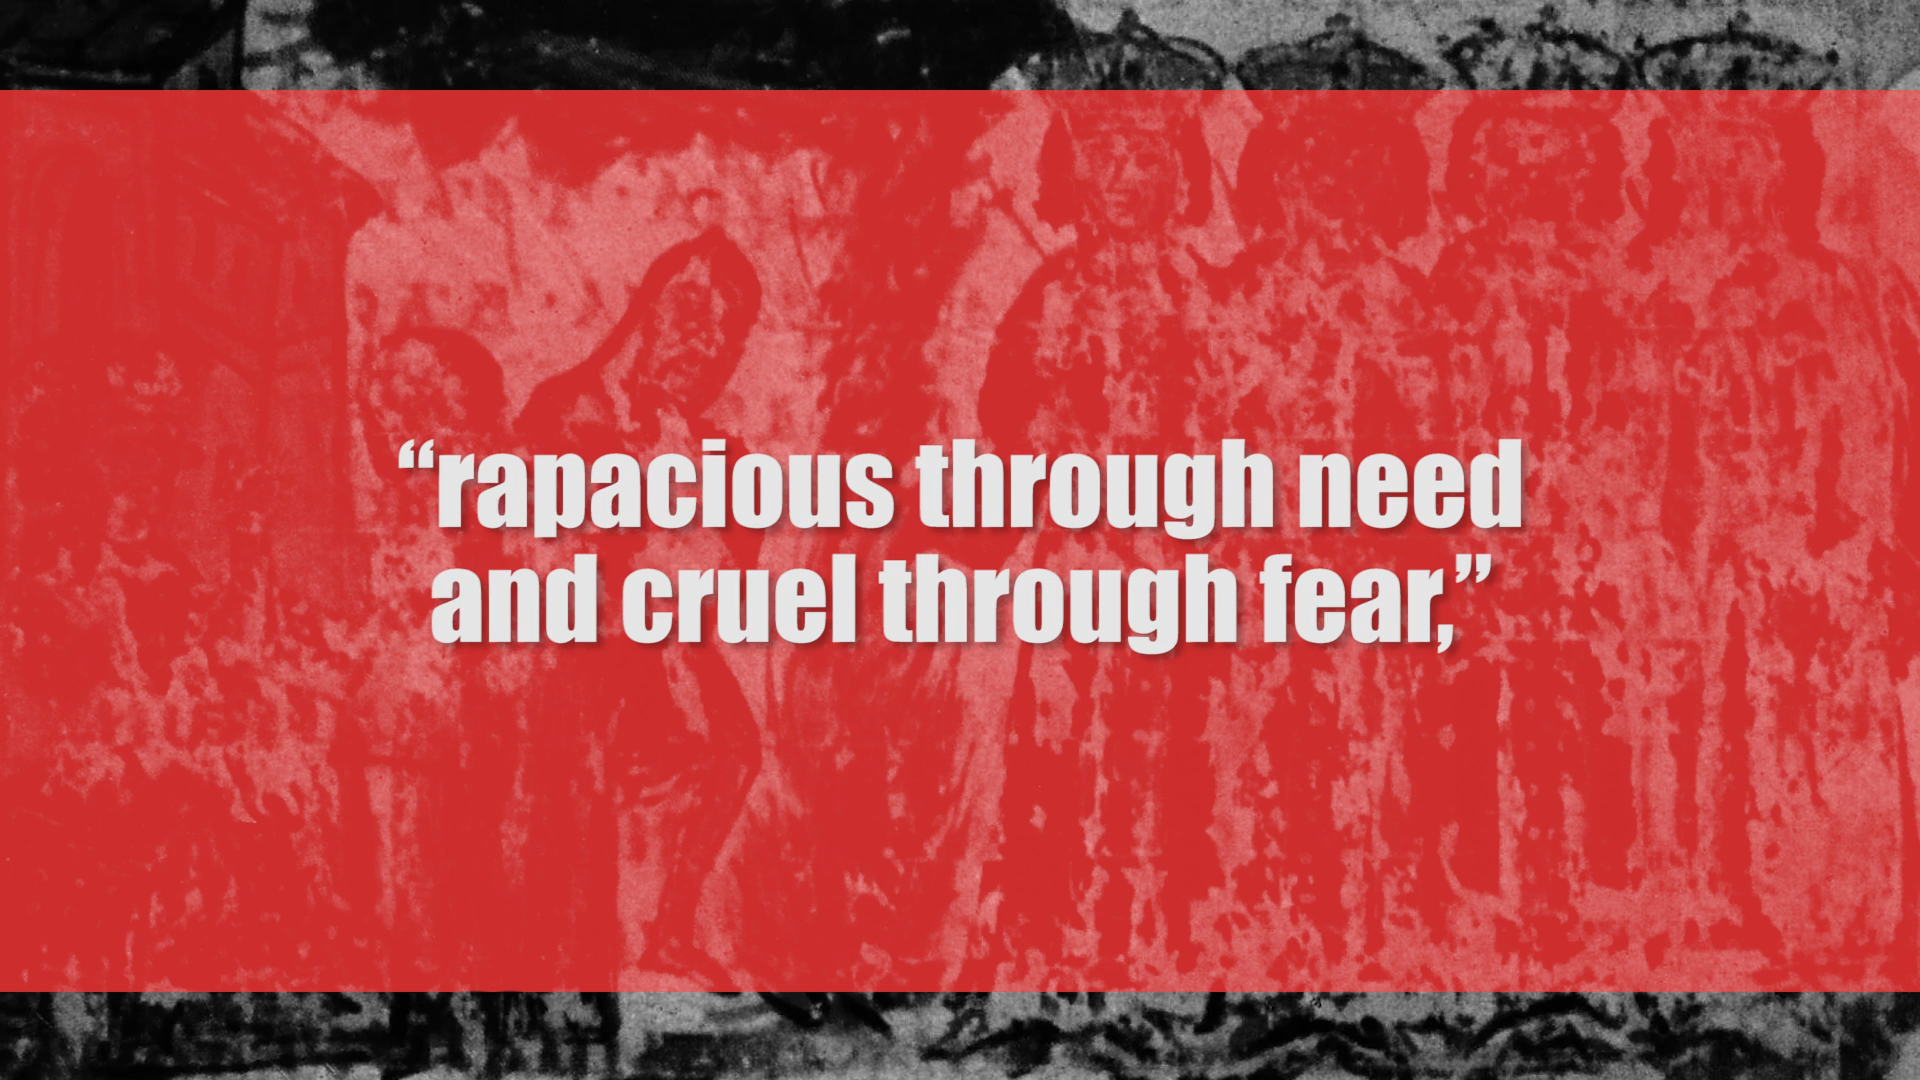 “rapacious through need
and cruel through fear,”